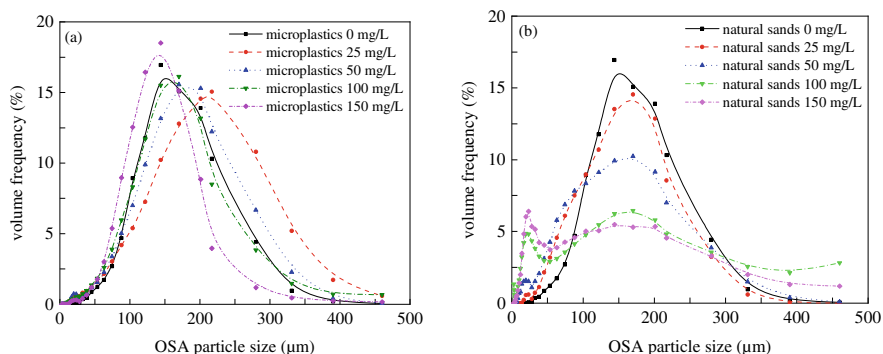 (a)
microplastics 0 mg/L
microplastics 25 mg/L
microplastics 50 mg/L
microplastics 100 mg/L
microplastics 150 mg/L
volume frequency (%)
20
15
10
5
0
0 100 200 300 400 500
OSA particle size (μm)
(b)
natural sands 0 mg/L
natural sands 25 mg/L
natural sands 50 mg/L
natural sands 100 mg/L
natural sands 150 mg/L
volume frequency (%)
20
15
10
5
0
0 100 200 300 400 500
OSA particle size (μm)